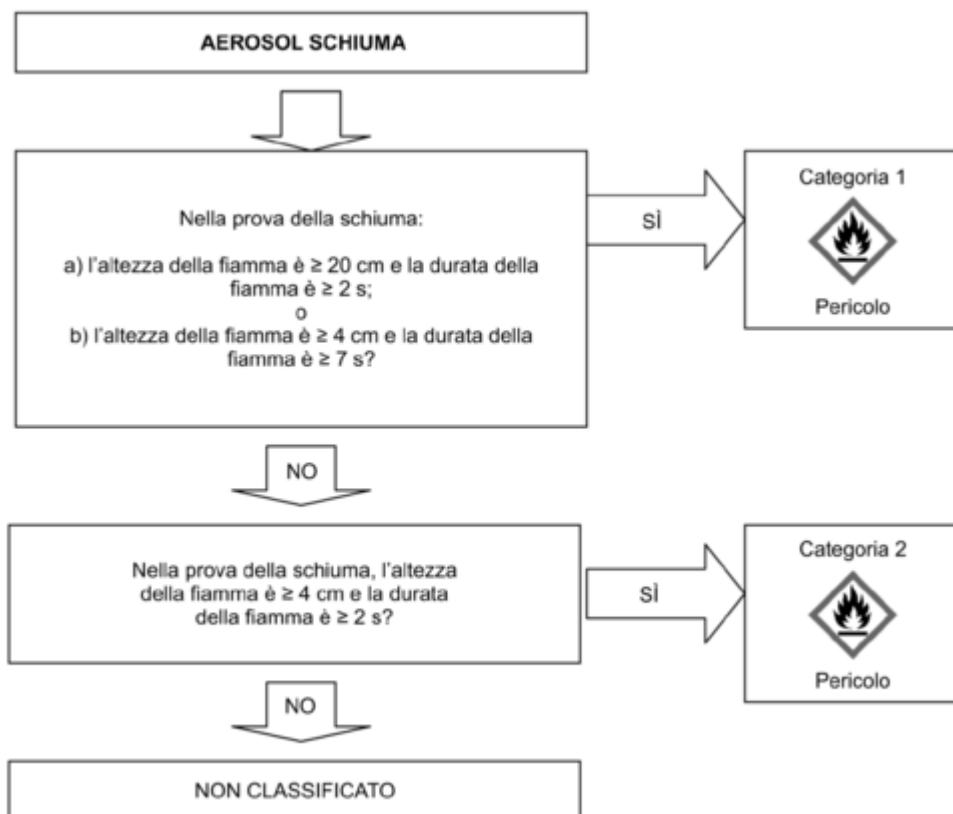 AEROSOL SCHIUMA
Nella prova della schiuma:
a) l'altezza della fiamma è ≥ 20 cm e la durata della
fiamma è ≥ 2 s;
o
b) l'altezza della fiamma è ≥ 4 cm e la durata della
fiamma è ≥ 7 s?
SÌ
Categoria 1
Pericolo
NO
Nella prova della schiuma, l'altezza
della fiamma è ≥ 4 cm e la durata
della fiamma è ≥ 2 s?
SÌ
Categoria 2
Pericolo
NO
NON CLASSIFICATO